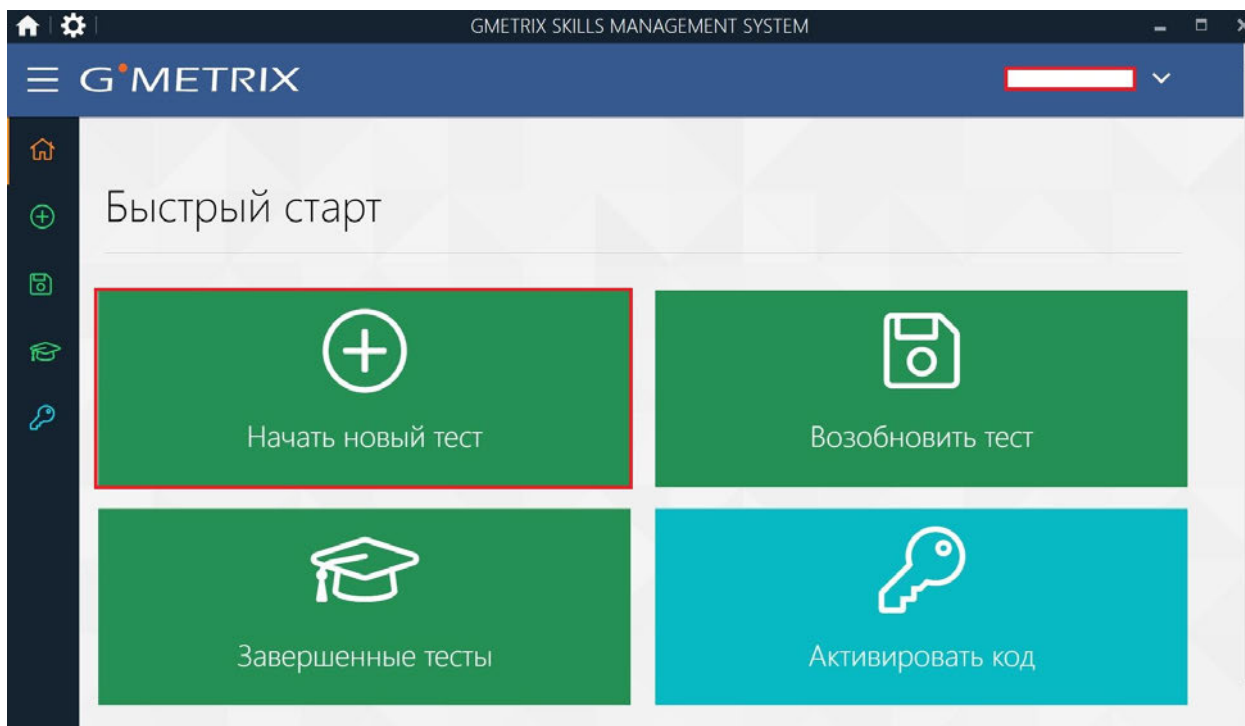 GMETRIX SKILLS MANAGEMENT SYSTEM
G METRIX
Быстрый старт
Начать новый тест
Возобновить тест
Завершенные тесты
Активировать код